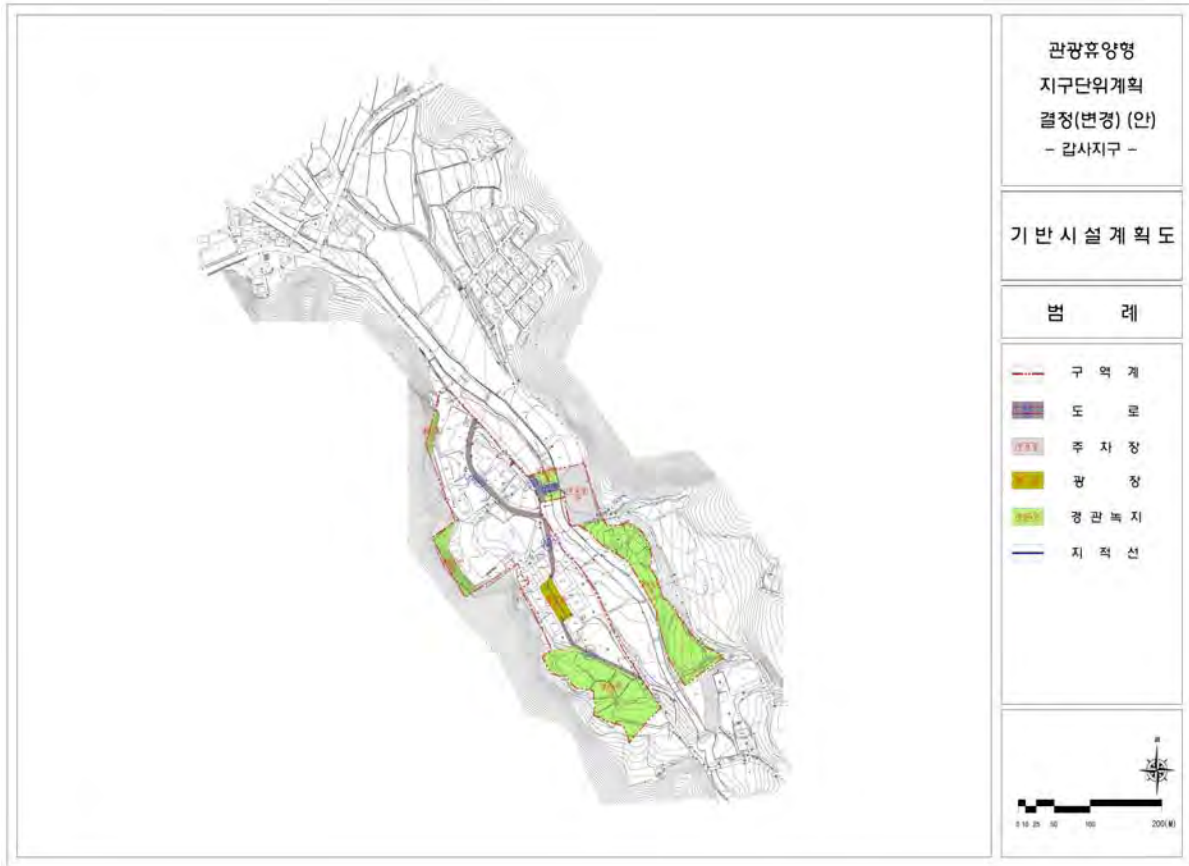 관광휴양형
지구단위계획
결정(변경) (안)
- 갑사지구 -
기반시설계획도
범 례
구 역 계
도 로
주 차 장
광 장
경 관 녹 지
지 적 선
0 10 25 50 100 200(M)